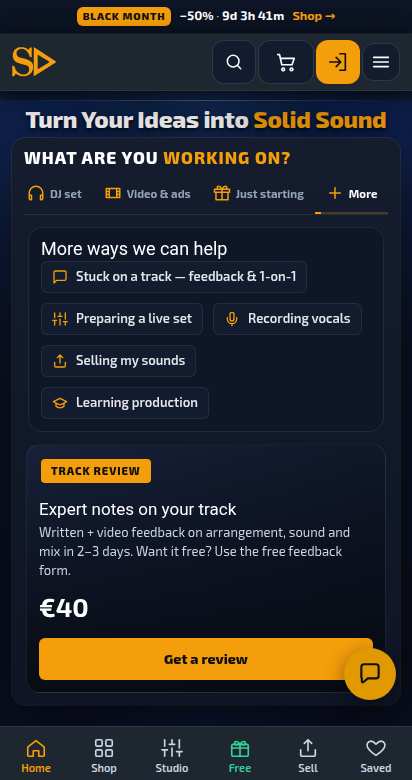 BLACK MONTH −50% · 9d 3h 41m Shop →
S
Turn Your Ideas into Solid Sound
WHAT ARE YOU WORKING ON?
DJ set Video & ads Just starting More
More ways we can help
Stuck on a track — feedback & 1-on-1
Preparing a live set Recording vocals
Selling my sounds
Learning production
TRACK REVIEW
Expert notes on your track
Written + video feedback on arrangement, sound and
mix in 2–3 days. Want it free? Use the free feedback
form.
€40
Get a review
Home Shop Studio Free Sell Saved